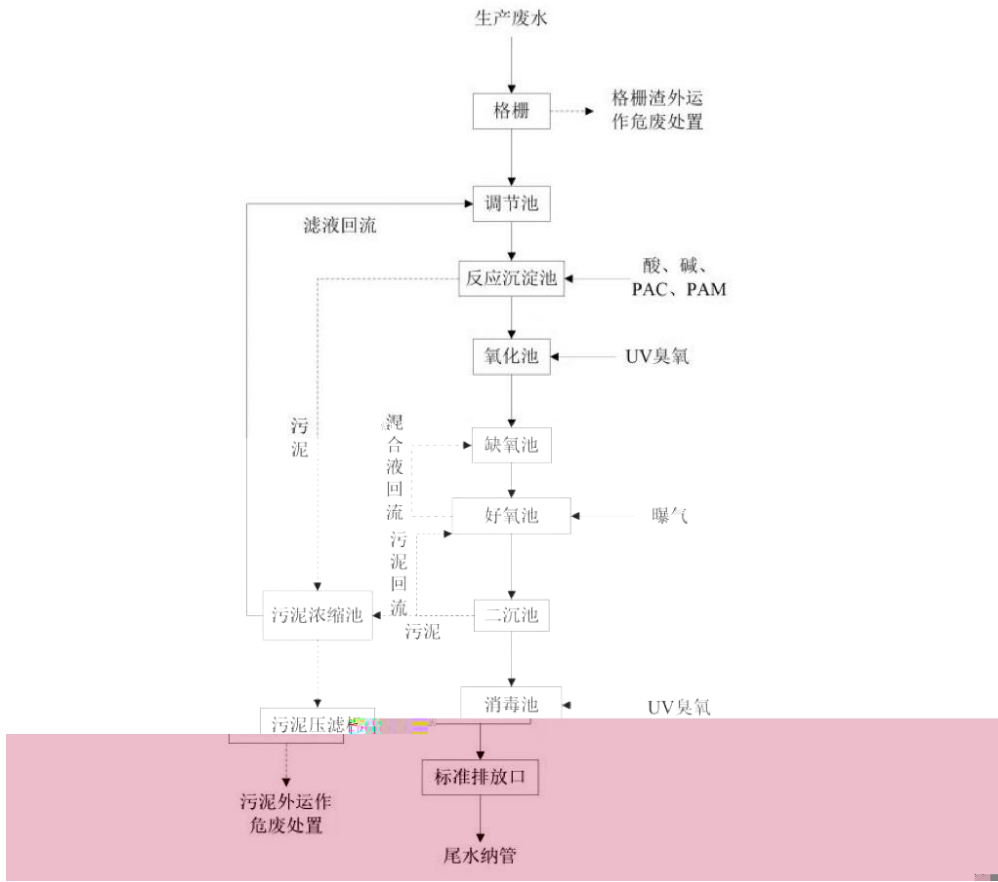 生产废水
格栅
格栅渣外运
作危废处置
调节池
滤液回流
反应沉淀池
酸、碱、
PAC、PAM
氧化池
UV臭氧
污
泥
混
合
液
回
流
缺氧池
好氧池
曝气
污
泥
回
流
污泥浓缩池
二沉池
污泥
消毒池
UV臭氧
污泥压滤
标准排放口
污泥外运作
危废处置
尾水纳管